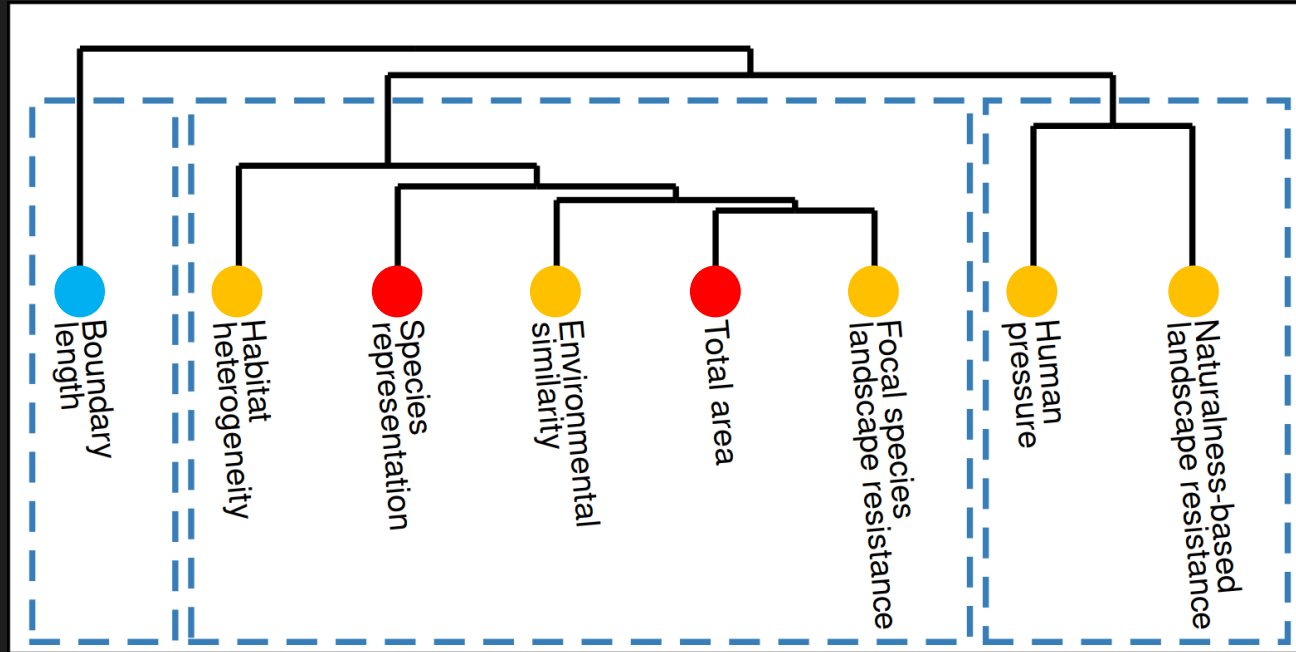 Boundary
length
Habitat
heterogeneity
Species
representation
Environmental
similarity
Total area
Focal species
landscape resistance
Human
pressure
Naturalness-based
landscape resistance